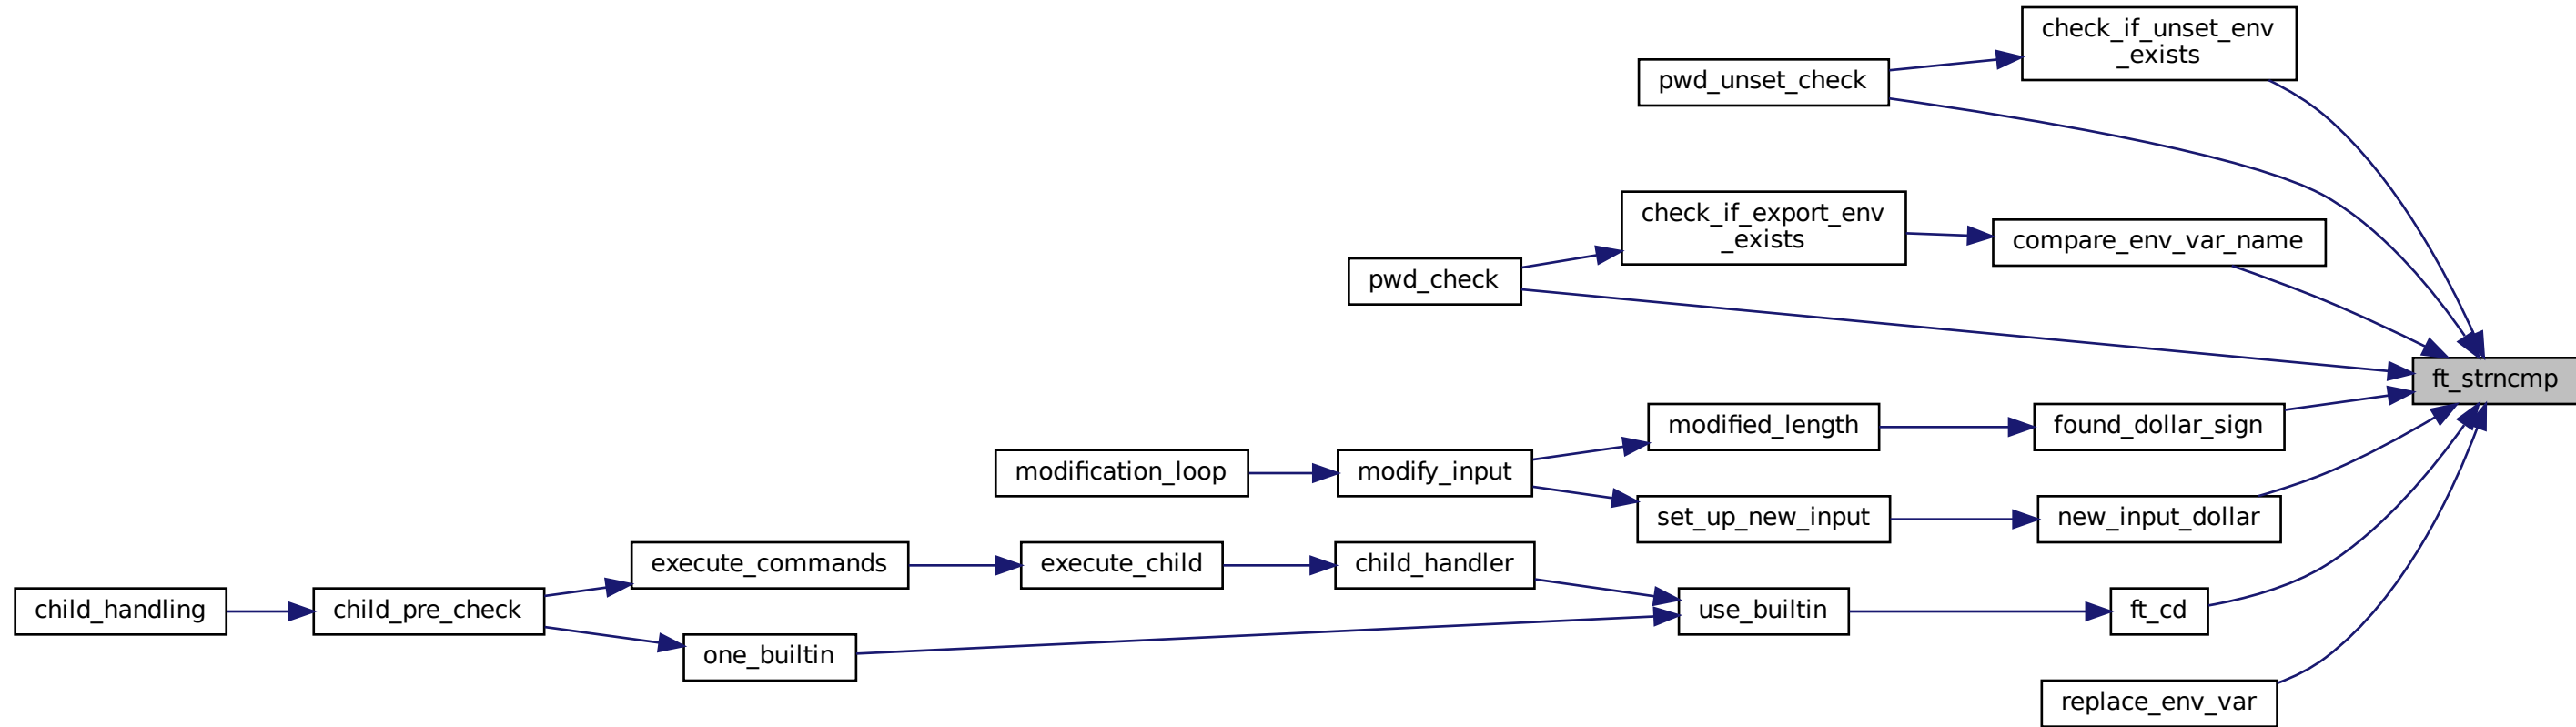 check_if_unset_env
_exists
pwd_unset_check
check_if_export_env
_exists
compare_env_var_name
pwd_check
ft_strncmp
modified_length
found_dollar_sign
modification_loop
modify_input
set_up_new_input
new_input_dollar
execute_commands
execute_child
child_handler
child_handling
child_pre_check
use_builtin
ft_cd
one_builtin
replace_env_var